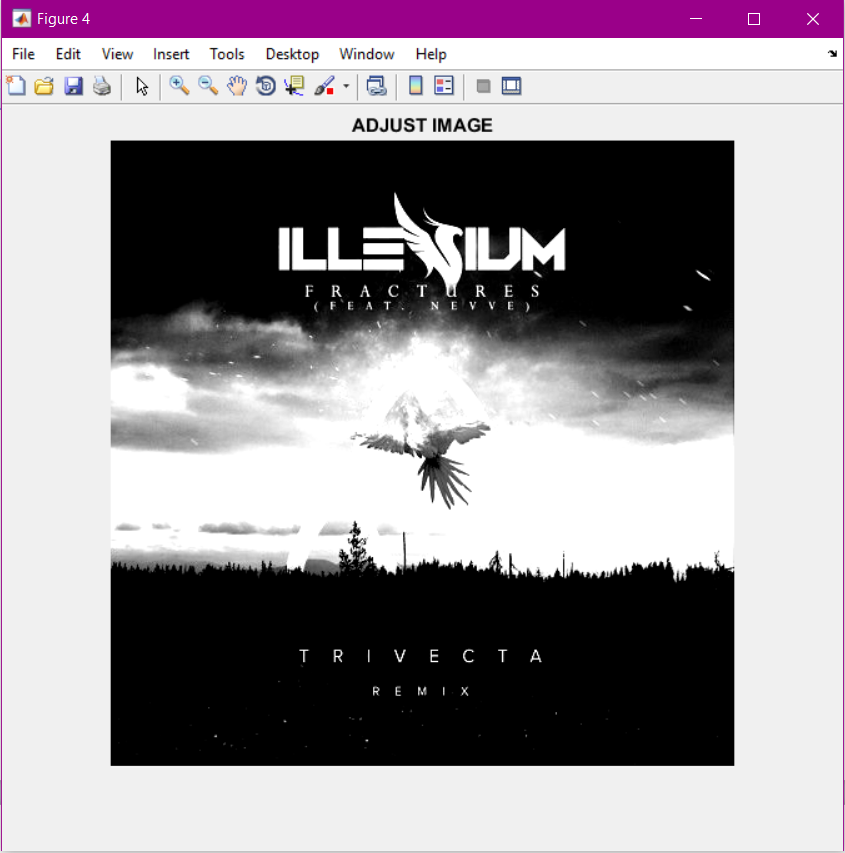 Figure 4
File Edit View Insert Tools Desktop Window Help
ADJUST IMAGE
ILLENIUM
FRACTURES
(FEAT. NEVVE)
TRIVECTA
REMIX